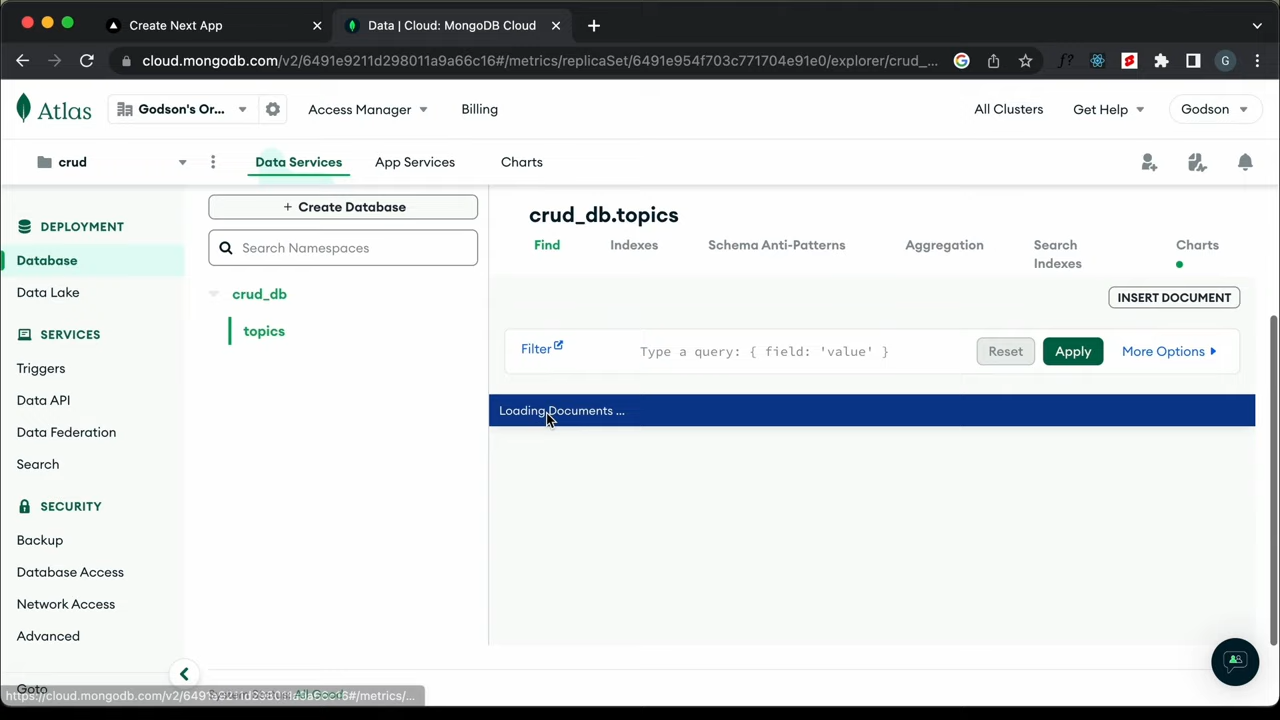 Create Next App
Data | Cloud: MongoDB Cloud
cloud.mongodb.com/v2/6491e9211d298011a9a66c16#/metrics/replicaSet/6491e954f703c771704e91e0/explorer/crud_...
G
Atlas
Godson's Or...
Access Manager
Billing
All Clusters
Get Help
Godson
crud
Data Services
App Services
Charts
DEPLOYMENT
Database
Data Lake
SERVICES
Triggers
Data API
Data Federation
Search
SECURITY
Backup
Database Access
Network Access
Advanced
Goto
+ Create Database
Search Namespaces
crud_db
topics
crud_db.topics
Find
Indexes
Schema Anti-Patterns
Aggregation
Search
Indexes
Charts
INSERT DOCUMENT
Filter
Type a query: { field: 'value' }
Reset
Apply
More Options
Loading Documents ...